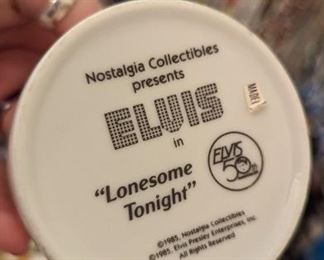 Nostalgia Collectibles
presents
ELVIS
in
"Lonesome
Tonight"
MADE I
ELVIS
50th
©1985, Nostalgia Collectibles
©1985, Elvis Presley Enterprises, Inc.
All Rights Reserved